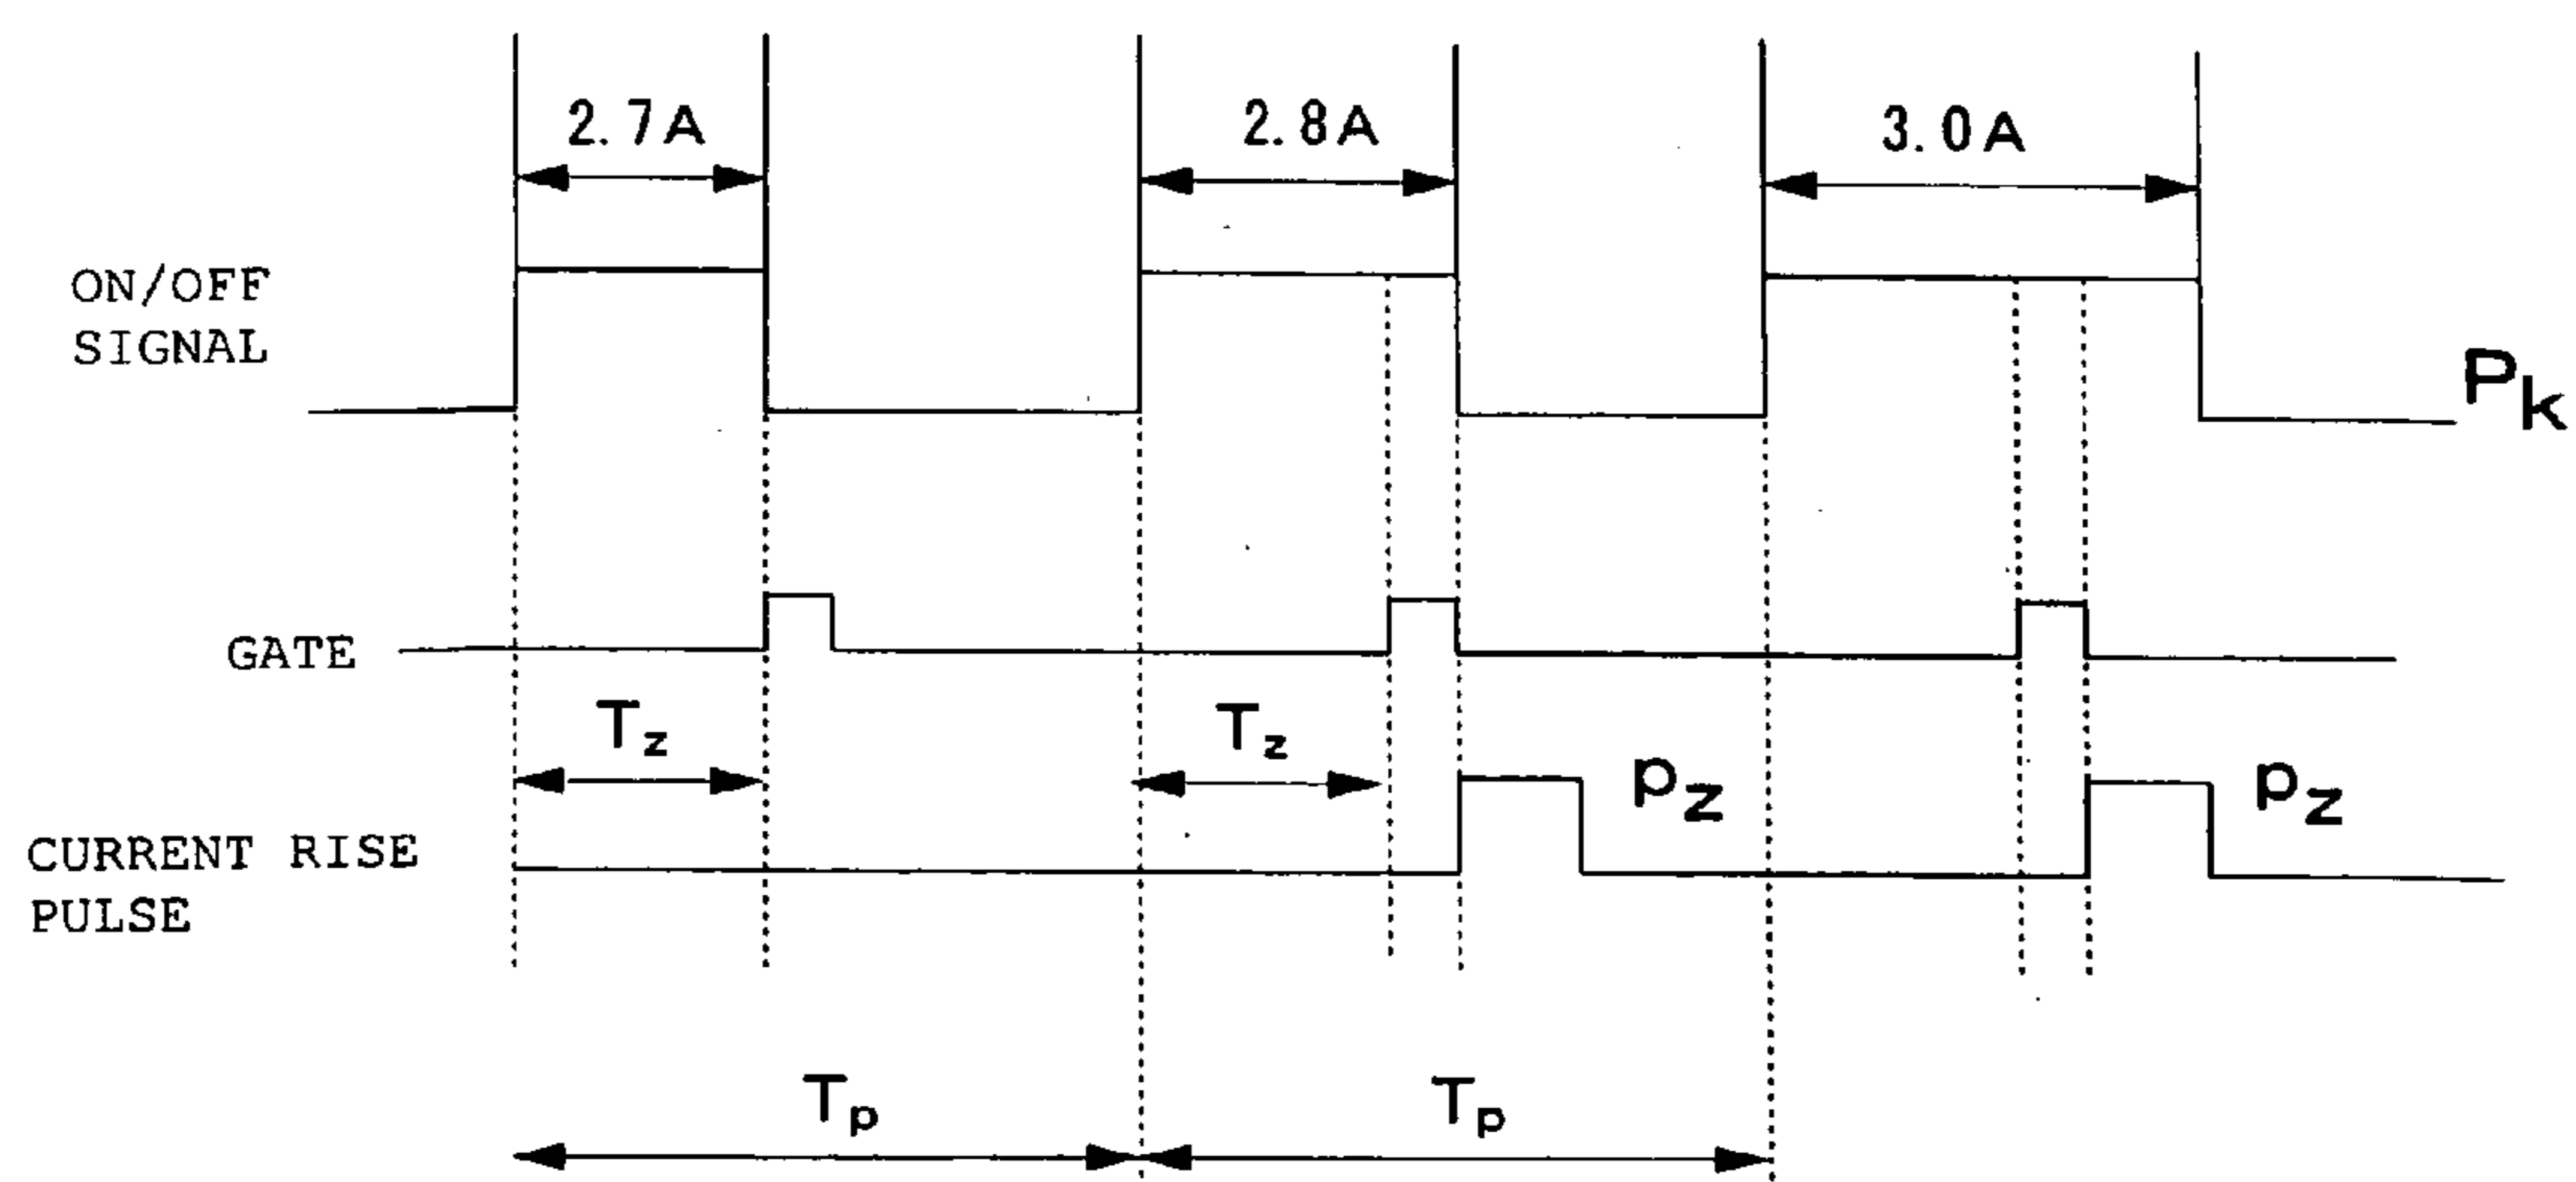 2.7A
2.8A
3.0A
ON/OFF
SIGNAL
Pk
GATE
Tz
Tz
pz
pz
CURRENT RISE
PULSE
Tp
Tp